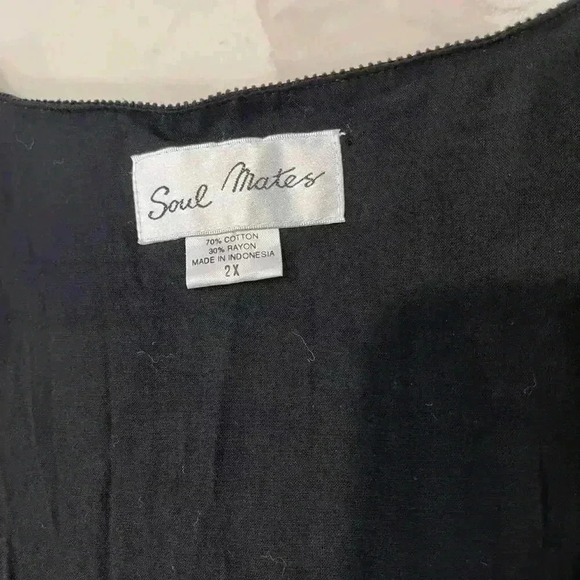 Soul Mates
70% COTTON
30% RAYON
MADE IN INDONESIA
2X